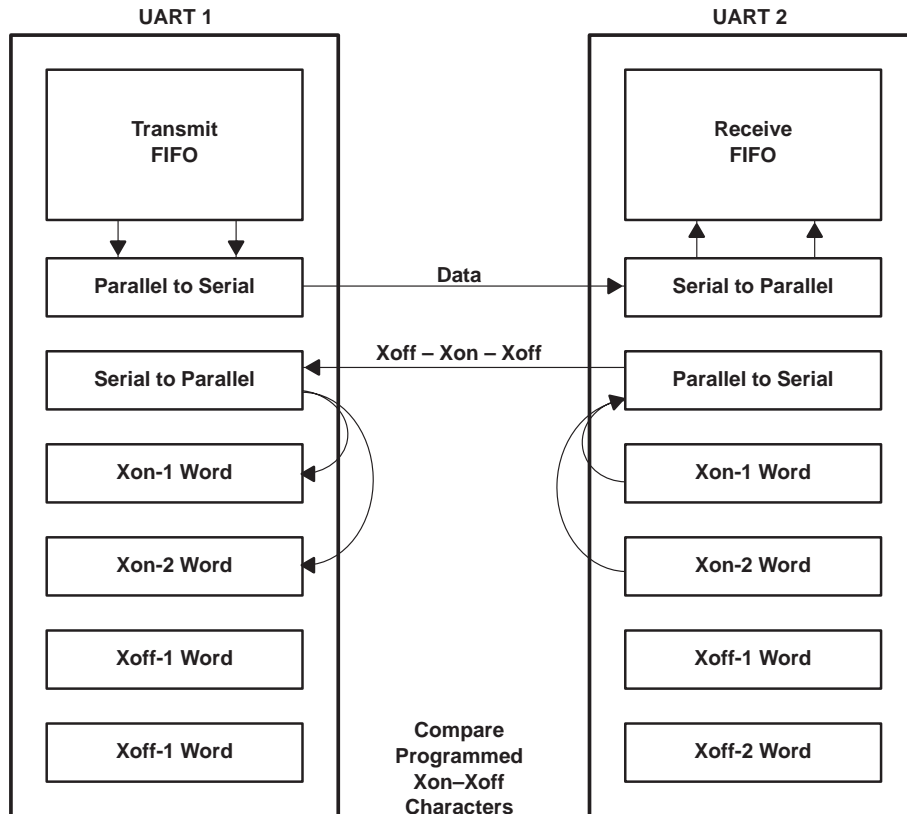 UART 1
UART 2
Transmit
FIFO
Receive
FIFO
Parallel to Serial
Data
Serial to Parallel
Xoff – Xon – Xoff
Serial to Parallel
Parallel to Serial
Xon-1 Word
Xon-1 Word
Xon-2 Word
Xon-2 Word
Xoff-1 Word
Xoff-1 Word
Xoff-1 Word
Compare
Programmed
Xon–Xoff
Characters
Xoff-2 Word